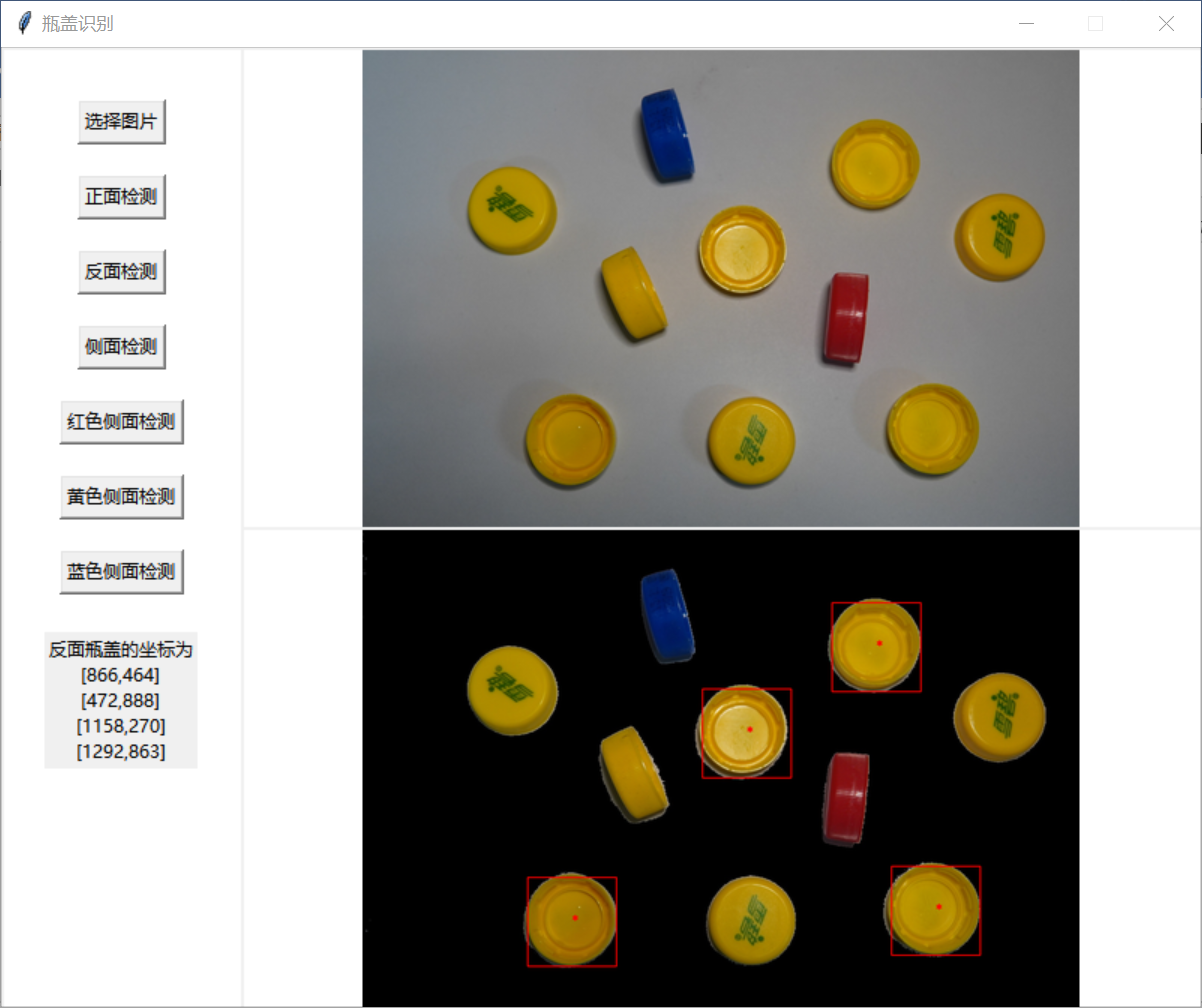 瓶盖识别
选择图片
正面检测
反面检测
侧面检测
红色侧面检测
黄色侧面检测
蓝色侧面检测
反面瓶盖的坐标为
[866,464]
[472,888]
[1158,270]
[1292,863]